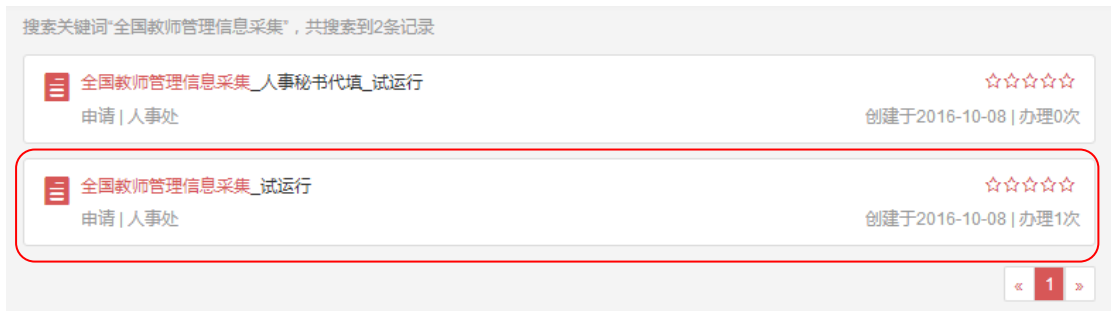 搜索关键词“全国教师管理信息采集”，共搜索到2条记录
全国教师管理信息采集_人事秘书代填_试运行
申请 | 人事处 创建于2016-10-08 | 办理0次
全国教师管理信息采集_试运行
申请 | 人事处 创建于2016-10-08 | 办理1次
« 1 »